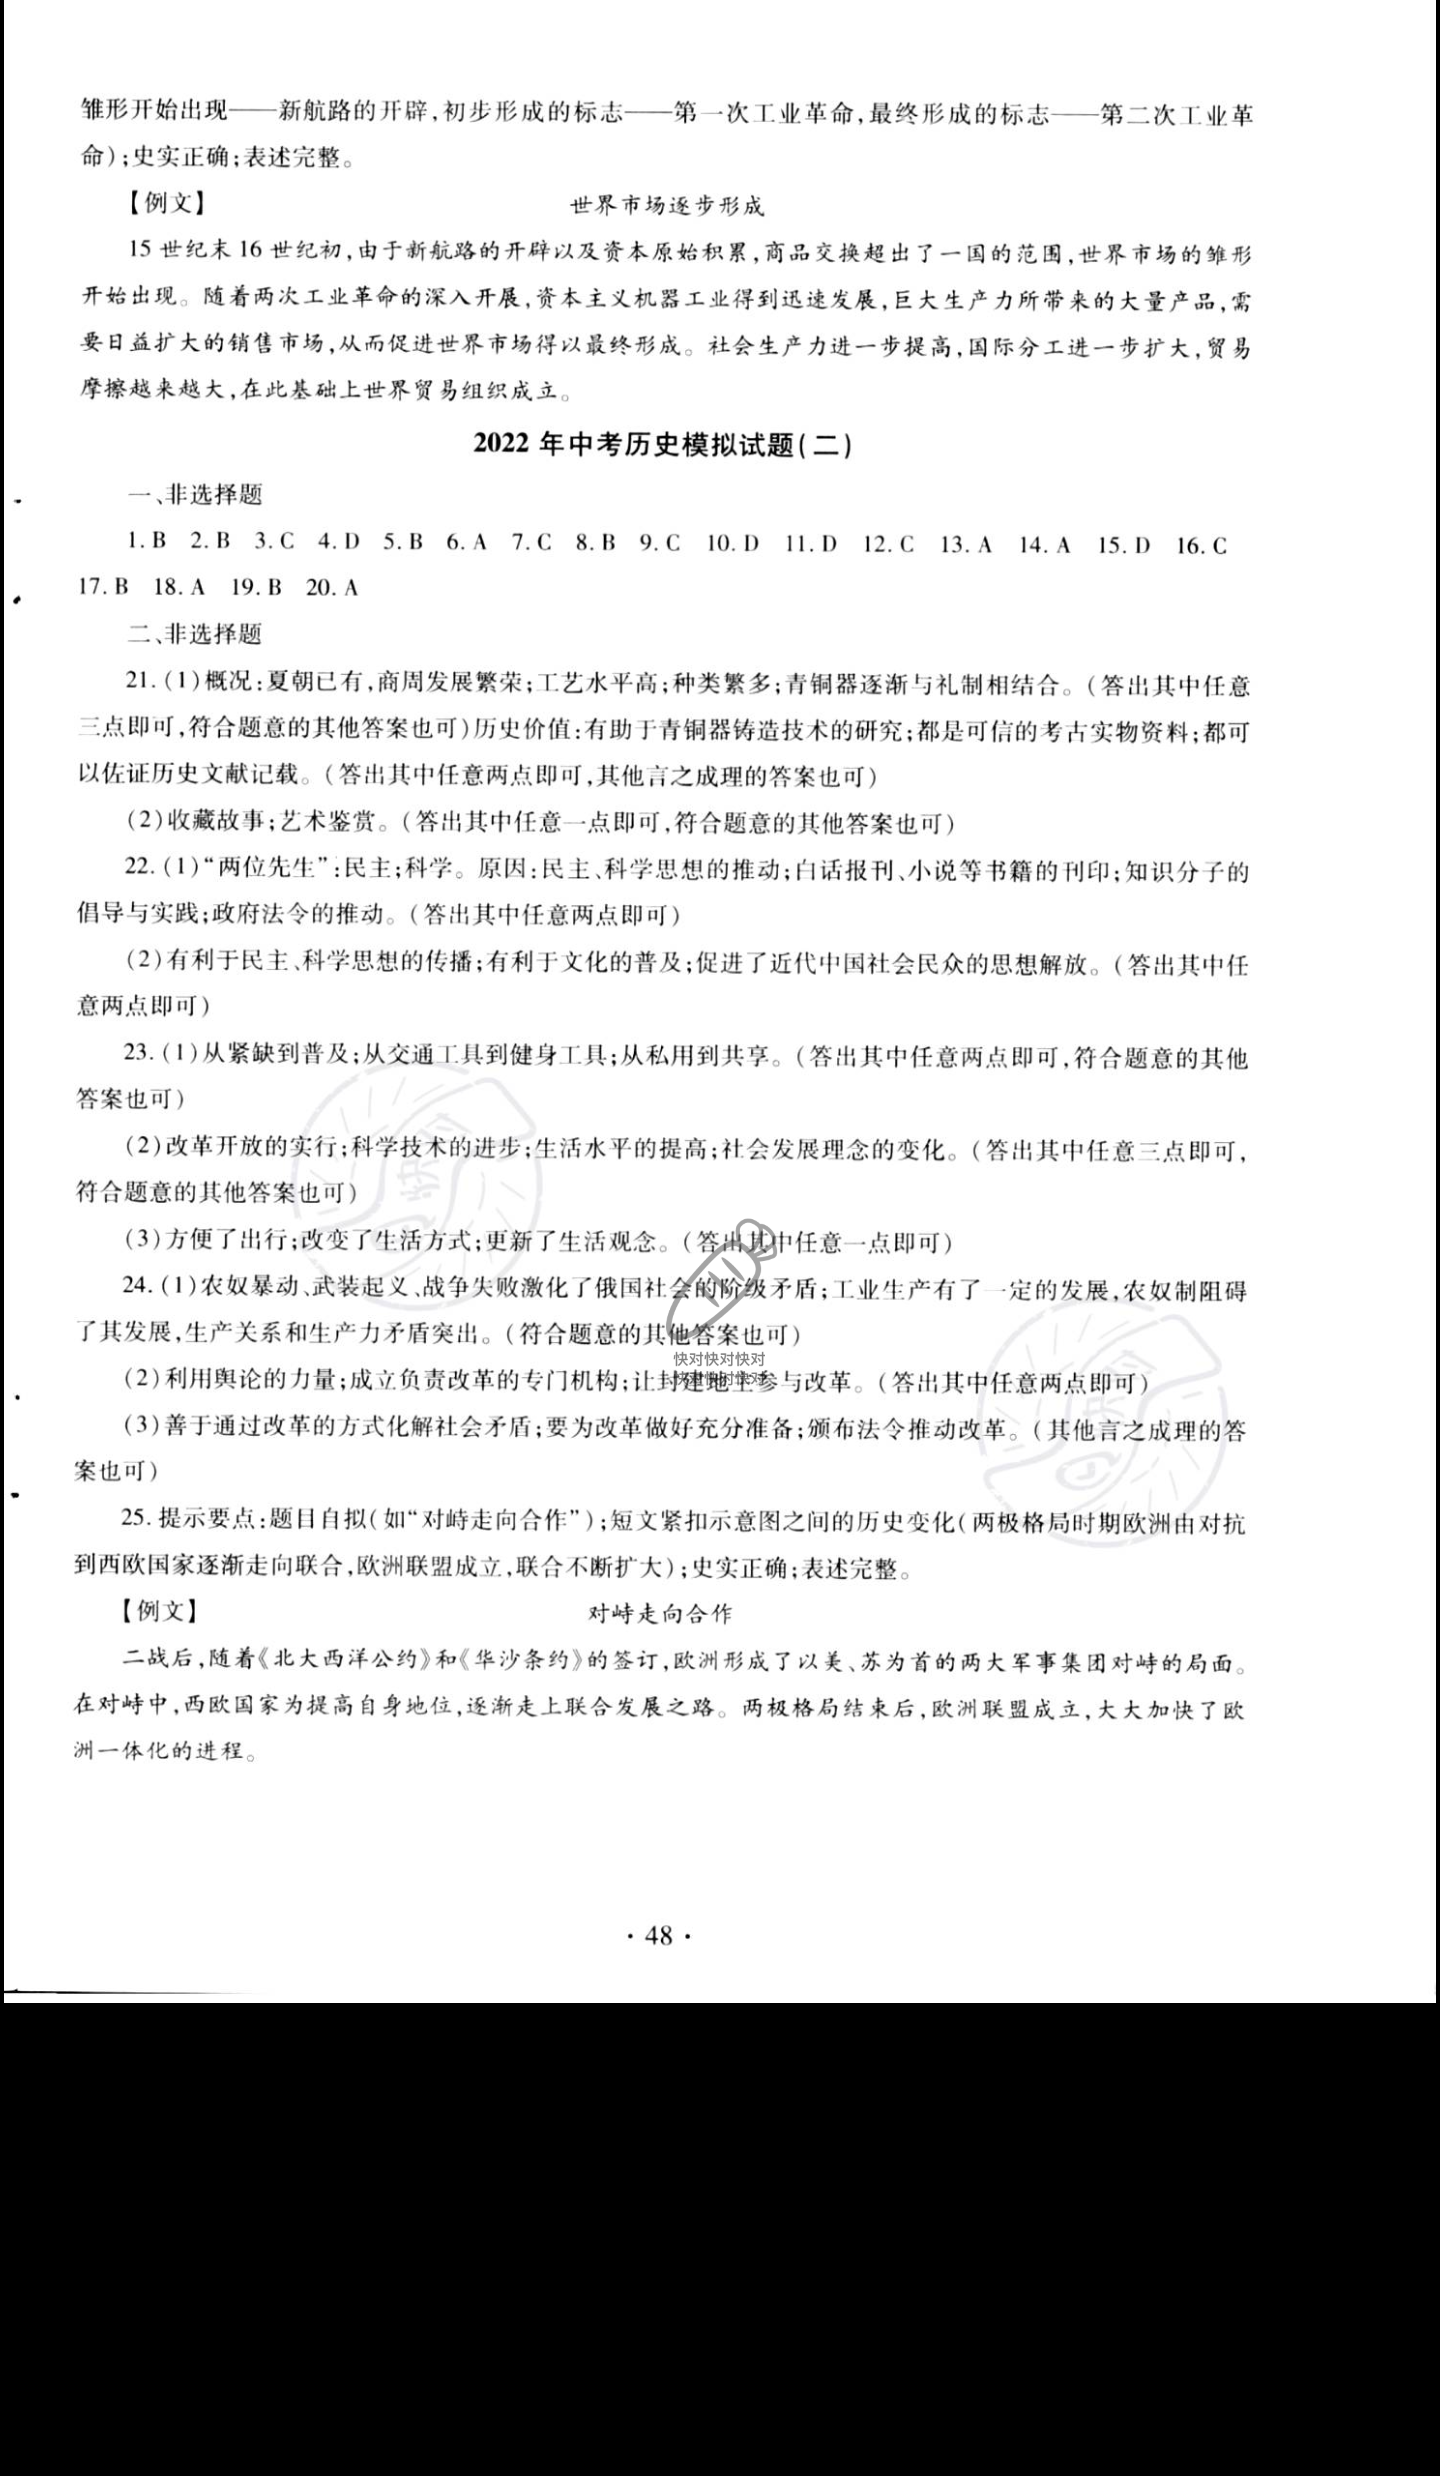 雏形开始出现——新航路的开辟,初步形成的标志——第一次工业革命,最终形成的标志——第二次工业革
命);史实正确;表述完整。
【例文】 世界市场逐步形成
15 世纪末 16 世纪初,由于新航路的开辟以及资本原始积累,商品交换超出了一国的范围,世界市场的雏形
开始出现。随着两次工业革命的深入开展,资本主义机器工业得到迅速发展,巨大生产力所带来的大量产品,需
要日益扩大的销售市场,从而促进世界市场得以最终形成。社会生产力进一步提高,国际分工进一步扩大,贸易
摩擦越来越大,在此基础上世界贸易组织成立。
2022 年中考历史模拟试题(二)
一、非选择题
1. B 2. B 3. C 4. D 5. B 6. A 7. C 8. B 9. C 10. D 11. D 12. C 13. A 14. A 15. D 16. C
17. B 18. A 19. B 20. A
二、非选择题
21. (1)概况:夏朝已有,商周发展繁荣;工艺水平高;种类繁多;青铜器逐渐与礼制相结合。(答出其中任意
三点即可,符合题意的其他答案也可)历史价值:有助于青铜器铸造技术的研究;都是可信的考古实物资料;都可
以佐证历史文献记载。(答出其中任意两点即可,其他言之成理的答案也可)
(2)收藏故事;艺术鉴赏。(答出其中任意一点即可,符合题意的其他答案也可)
22. (1)“两位先生”:民主;科学。原因:民主、科学思想的推动;白话报刊、小说等书籍的刊印;知识分子的
倡导与实践;政府法令的推动。(答出其中任意两点即可)
(2)有利于民主、科学思想的传播;有利于文化的普及;促进了近代中国社会民众的思想解放。(答出其中任
意两点即可)
23. (1)从紧缺到普及;从交通工具到健身工具;从私用到共享。(答出其中任意两点即可,符合题意的其他
答案也可)
(2)改革开放的实行;科学技术的进步;生活水平的提高;社会发展理念的变化。(答出其中任意三点即可,
符合题意的其他答案也可)
(3)方便了出行;改变了生活方式;更新了生活观念。(答出其中任意一点即可)
24. (1)农奴暴动、武装起义、战争失败激化了俄国社会的阶级矛盾;工业生产有了一定的发展,农奴制阻碍
了其发展,生产关系和生产力矛盾突出。(符合题意的其他答案也可)
快对快对快对
快对快对快对
(2)利用舆论的力量;成立负责改革的专门机构;让封建地主参与改革。(答出其中任意两点即可)
(3)善于通过改革的方式化解社会矛盾;要为改革做好充分准备;颁布法令推动改革。(其他言之成理的答
案也可)
25. 提示要点:题目自拟(如“对峙走向合作”);短文紧扣示意图之间的历史变化(两极格局时期欧洲由对抗
到西欧国家逐渐走向联合,欧洲联盟成立,联合不断扩大);史实正确;表述完整。
【例文】 对峙走向合作
二战后,随着《北大西洋公约》和《华沙条约》的签订,欧洲形成了以美、苏为首的两大军事集团对峙的局面。
在对峙中,西欧国家为提高自身地位,逐渐走上联合发展之路。两极格局结束后,欧洲联盟成立,大大加快了欧
洲一体化的进程。
· 48 ·